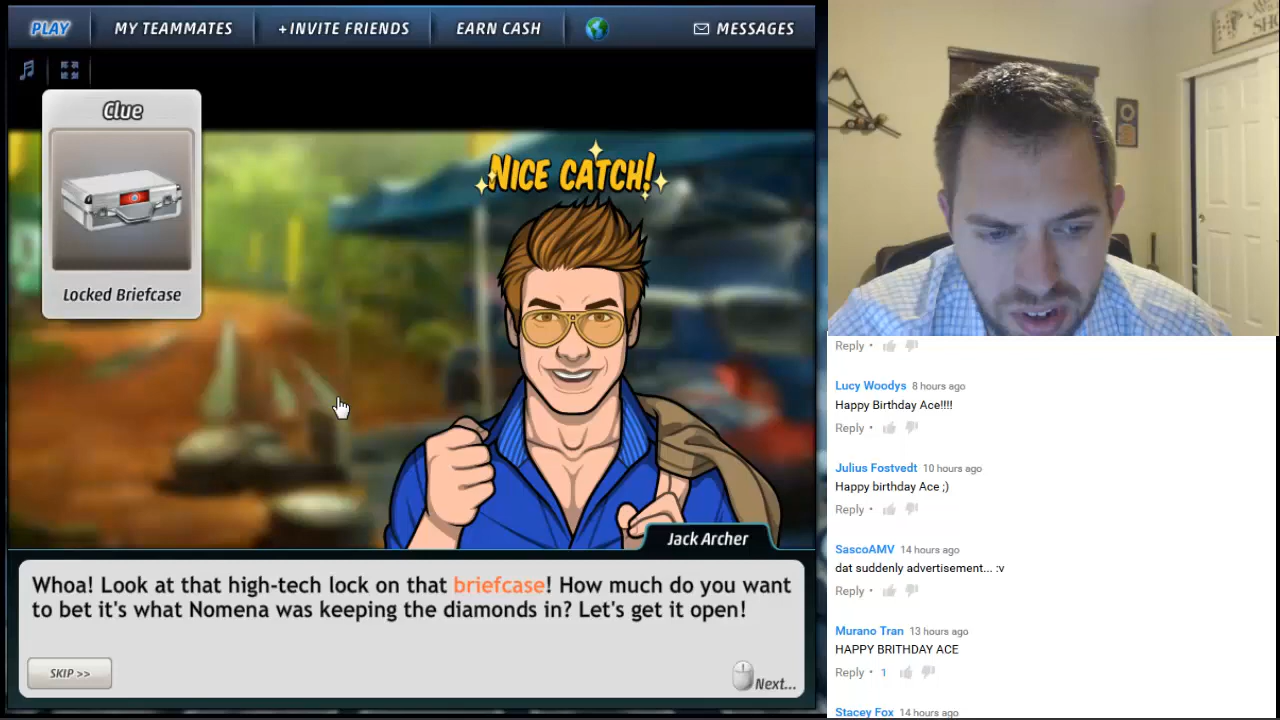 PLAY
MY TEAMMATES
+INVITE FRIENDS
EARN CASH
MESSAGES
Clue
Locked Briefcase
NICE CATCH!
Jack Archer
Whoa! Look at that high-tech lock on that briefcase! How much do you want
to bet it's what Nomena was keeping the diamonds in? Let's get it open!
SKIP >>
Next...
Reply •
Lucy Woodys 8 hours ago
Happy Birthday Ace!!!!
Reply •
Julius Fostvedt 10 hours ago
Happy birthday Ace ;)
Reply •
SascoAMV 14 hours ago
dat suddenly advertisement... :v
Reply •
Murano Tran 13 hours ago
HAPPY BRITHDAY ACE
Reply • 1
Stacey Fox 14 hours ago